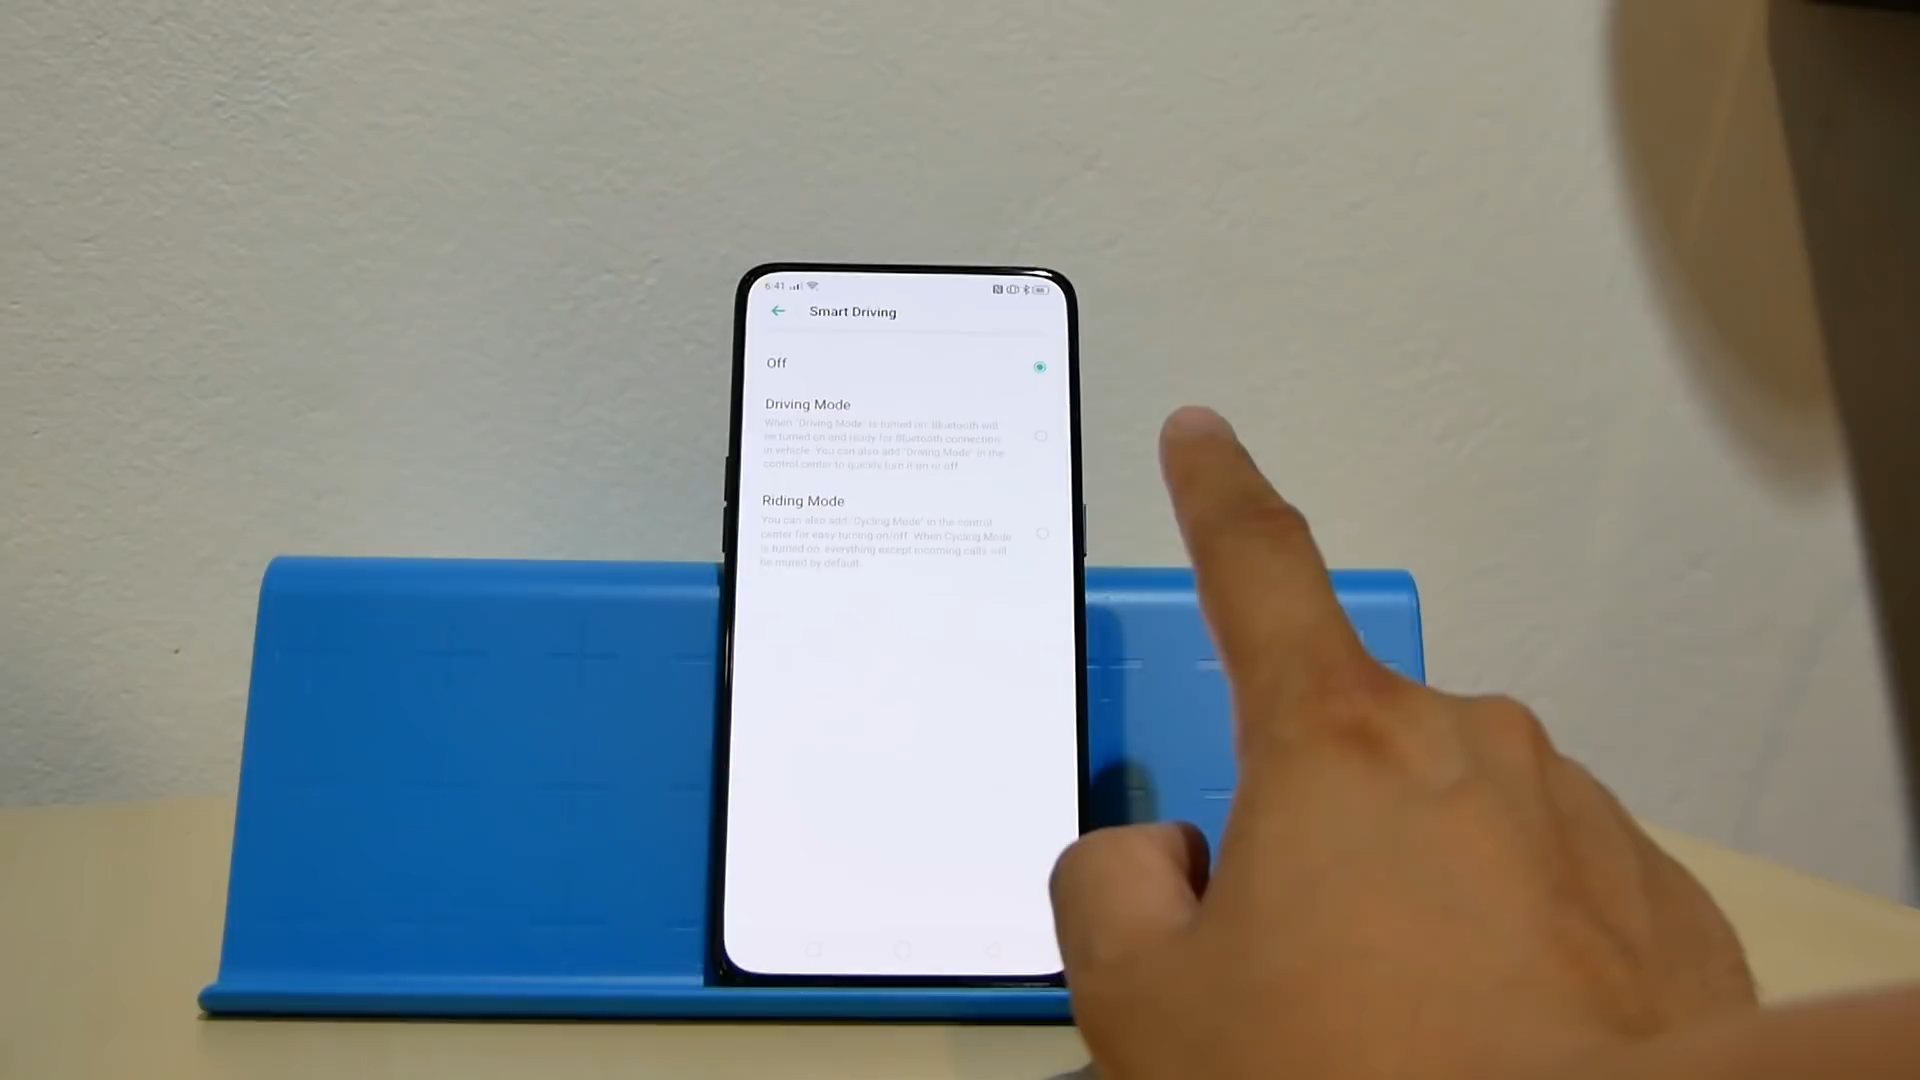 6:41
Smart Driving
Off
Driving Mode
When "Driving Mode" is turned on, Bluetooth will
be turned on and ready for Bluetooth connection
in vehicle. You can also add "Driving Mode" in the
control center to quickly turn it on or off.
Riding Mode
You can also add "Cycling Mode" in the control
center for easy turning on/off. When Cycling Mode
is turned on, everything except incoming calls will
be muted by default.